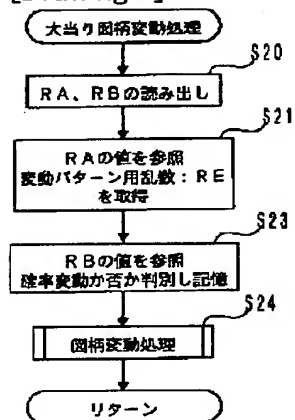 大当り図柄変動処理
S20
RA、RBの読み出し
S21
RAの値を参照
変動パターン用乱数：RE
を取得
S23
RBの値を参照
確率変動か否か判別し記憶
S24
図柄変動処理
リターン